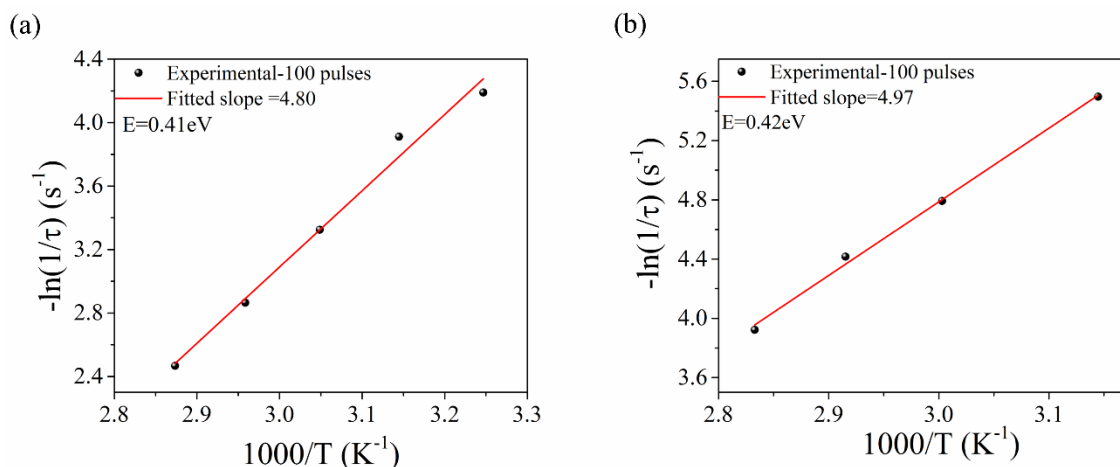 (a)
4.4
4.0
3.6
3.2
2.8
2.4
-ln(1/τ) (s⁻¹)
Experimental-100 pulses
Fitted slope =4.80
E=0.41eV
2.8 2.9 3.0 3.1 3.2 3.3
1000/T (K⁻¹)
(b)
5.6
5.2
4.8
4.4
4.0
3.6
-ln(1/τ) (s⁻¹)
Experimental-100 pulses
Fitted slope=4.97
E=0.42eV
2.8 2.9 3.0 3.1
1000/T (K⁻¹)